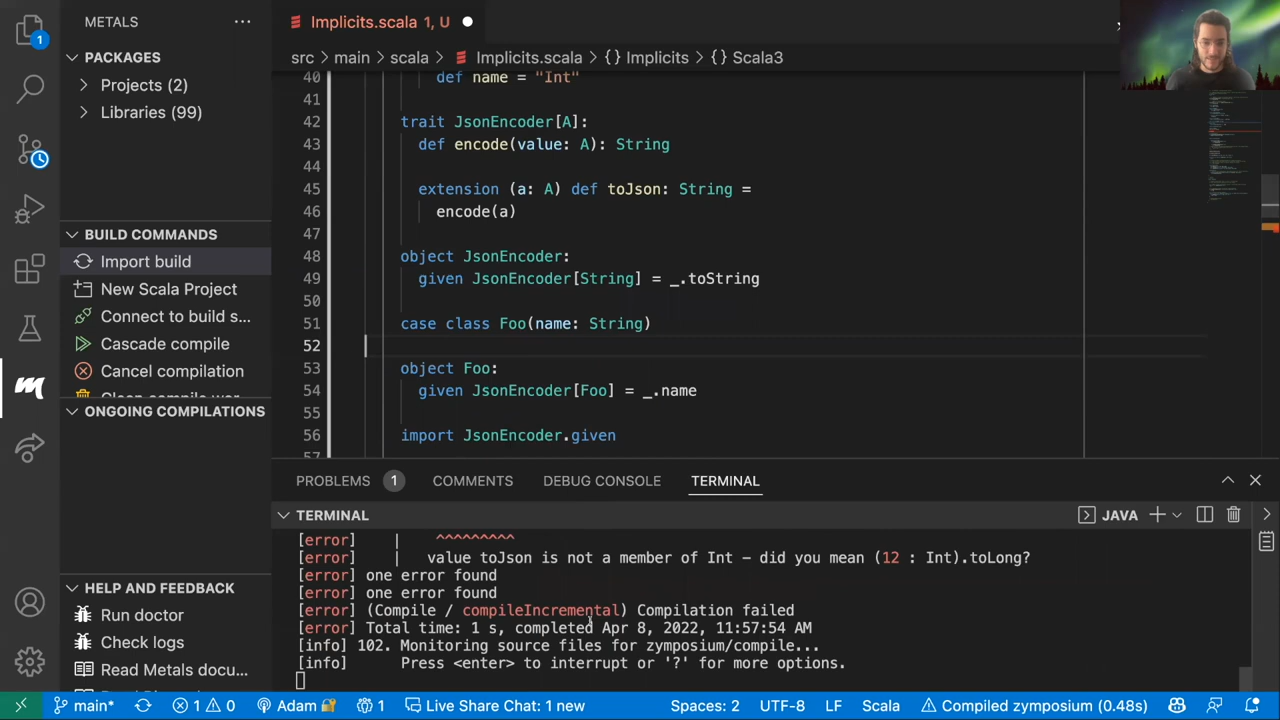 METALS
Implicits.scala 1, U
src > main > scala > Implicits.scala > {} Implicits > {} Scala3
1
PACKAGES
Projects (2)
Libraries (99)
BUILD COMMANDS
Import build
New Scala Project
Connect to build s...
Cascade compile
Cancel compilation
ONGOING COMPILATIONS
HELP AND FEEDBACK
Run doctor
Check logs
Read Metals docu...
40 def name = "Int"
41
42 trait JsonEncoder[A]:
43 def encode(value: A): String
44
45 extension (a: A) def toJson: String =
46 encode(a)
47
48 object JsonEncoder:
49 given JsonEncoder[String] = _.toString
50
51 case class Foo(name: String)
52
53 object Foo:
54 given JsonEncoder[Foo] = _.name
55
56 import JsonEncoder.given
57
PROBLEMS 1 COMMENTS DEBUG CONSOLE TERMINAL
TERMINAL JAVA
[error] | ^^^^^^^^^
[error] | value toJson is not a member of Int - did you mean (12 : Int).toLong?
[error] one error found
[error] one error found
[error] (Compile / compileIncremental) Compilation failed
[error] Total time: 1 s, completed Apr 8, 2022, 11:57:54 AM
[info] 102. Monitoring source files for zymposium/compile...
[info] Press <enter> to interrupt or '?' for more options.
main* 1 0 Adam 1 Live Share Chat: 1 new Spaces: 2 UTF-8 LF Scala Compiled zymposium (0.48s)